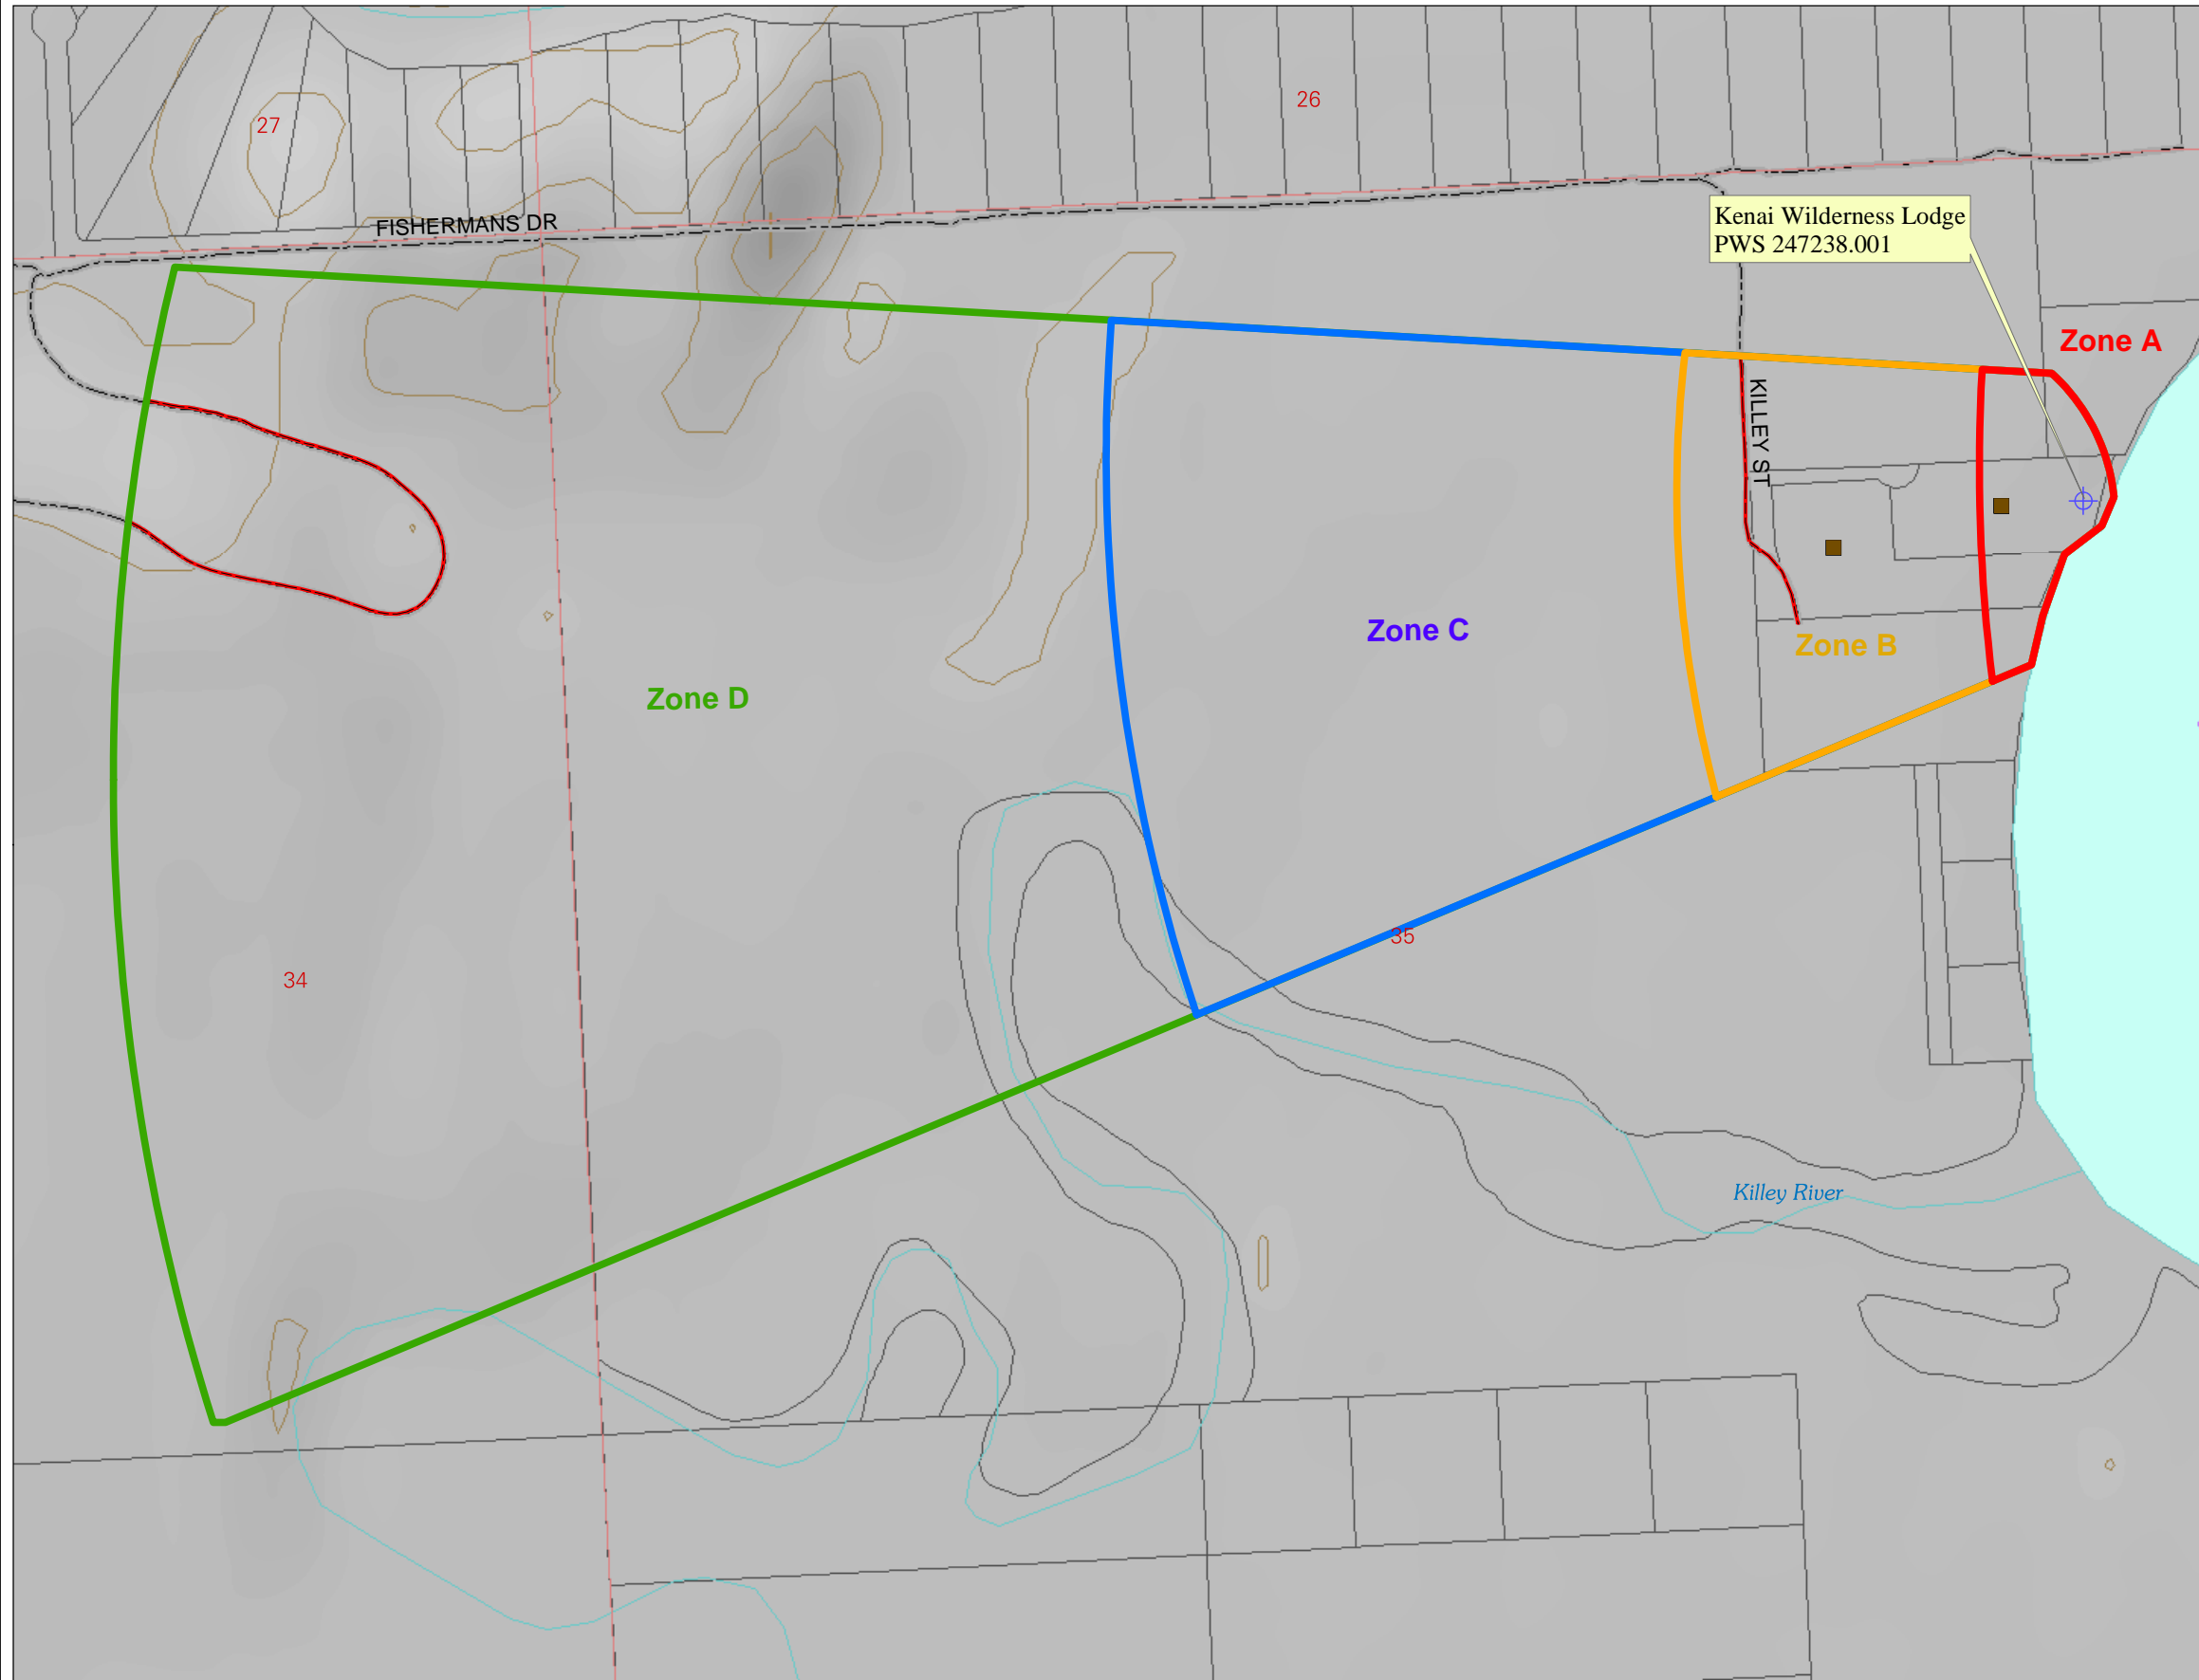 26
27
FISHERMANS DR
Kenai Wilderness Lodge
PWS 247238.001
Zone A
KILLEY ST
Zone C
Zone B
Zone D
35
34
Killey River